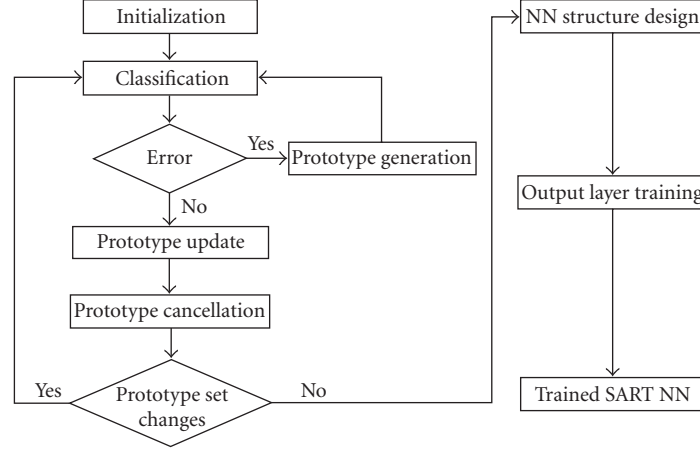 Initialization
Classification
Error
Yes
Prototype generation
No
Prototype update
Prototype cancellation
Yes
Prototype set
changes
No
NN structure design
Output layer training
Trained SART NN